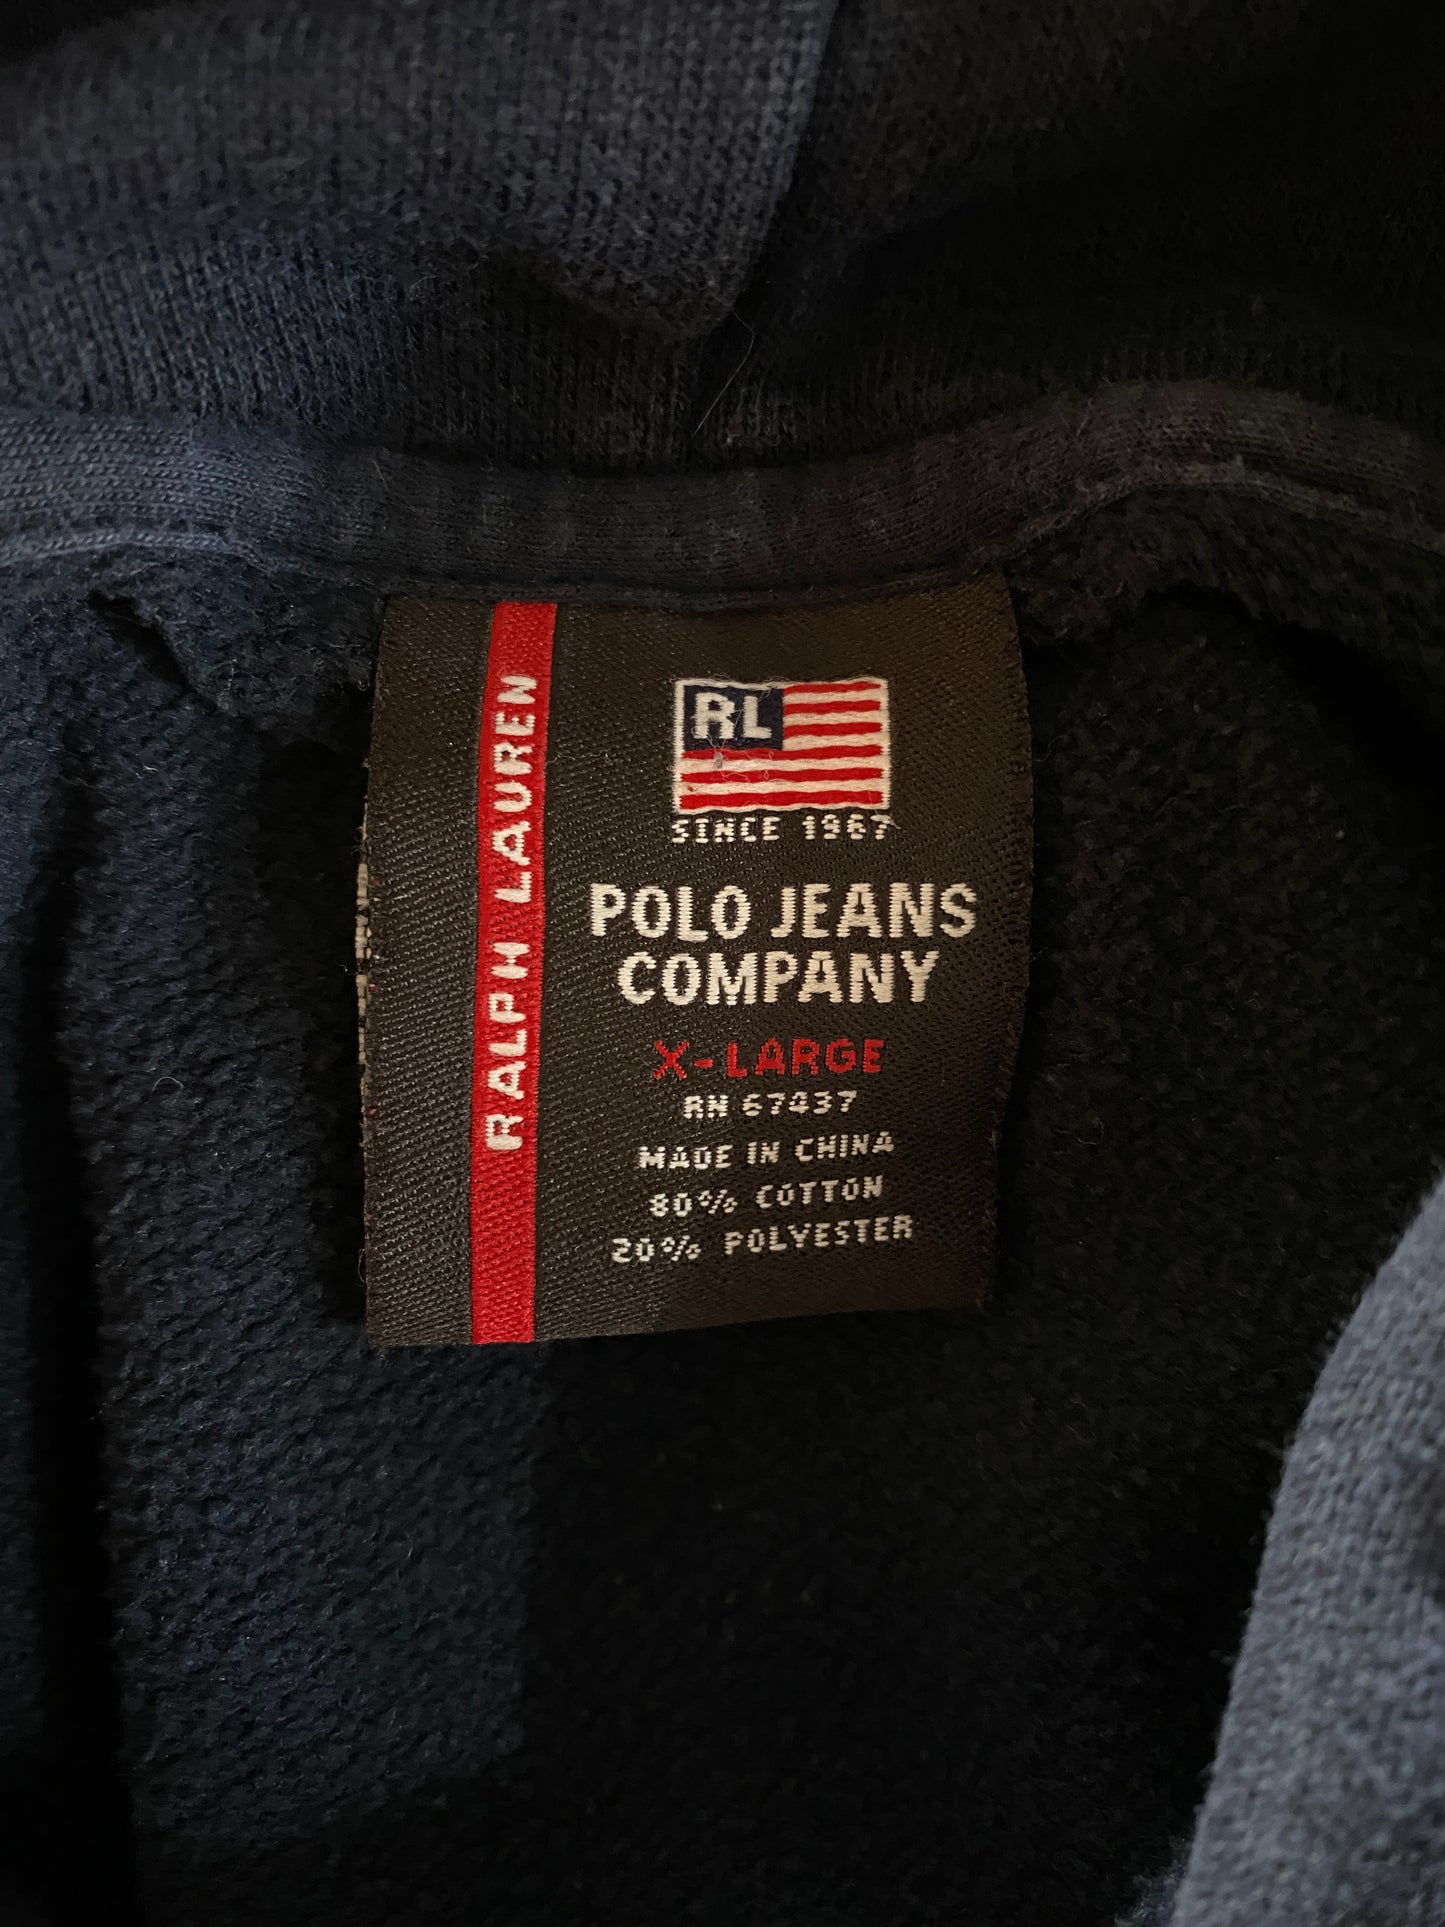 RALPH LAUREN
RL
SINCE 1967
POLO JEANS
COMPANY
X-LARGE
RN 67437
MADE IN CHINA
80% COTTON
20% POLYESTER